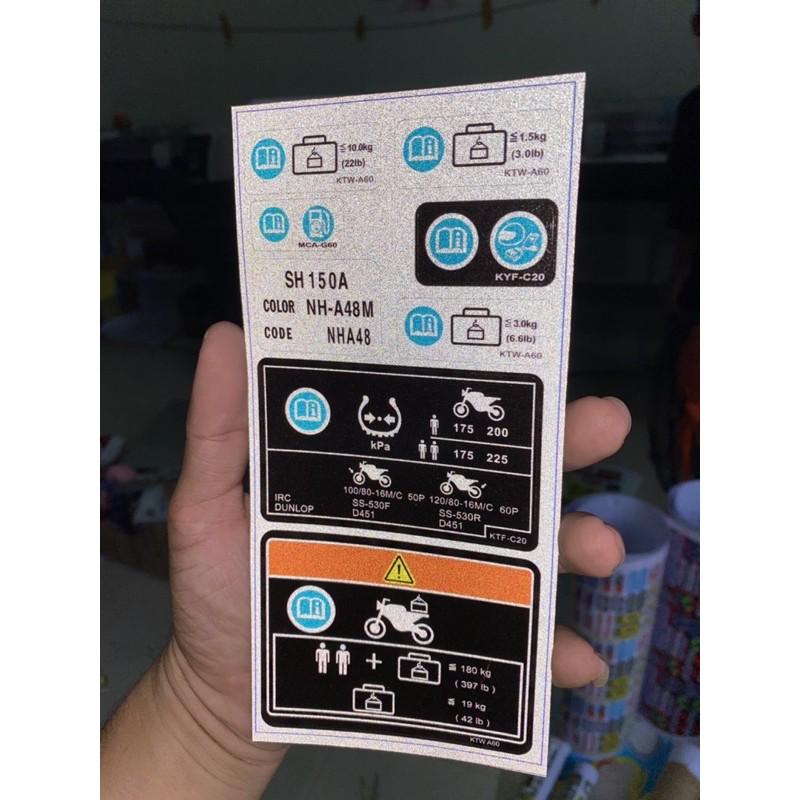 ≦10.0kg
(22lb)
KTW-A60
≦1.5kg
(3.0lb)
KTW-A60
MCA-G60
KYF-C20
SH150A
COLOR NH-A48M
CODE NHA48
≦3.0kg
(6.6lb)
KTW-A60
kPa
175 200
175 225
IRC
DUNLOP
100/80-16M/C 50P
SS-530F
D451
120/80-16M/C 60P
SS-530R
D451
KTF-C20
+
≦ 180 kg
(397 lb)
≦ 19 kg
(42 lb)
KTW A60